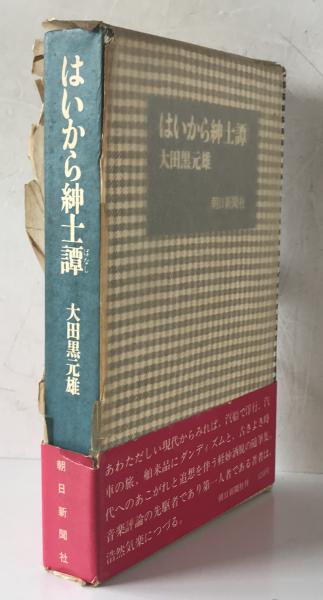 はいから紳士譚
ばなし
大田黒元雄
朝日新聞社
はいから紳士譚
大田黒元雄
朝日新聞社
あわただしい現代からみれば、汽船で洋行、汽
車の旅、舶来品にダンディズムと、古きよき時
代へのあこがれと追想を伴う軽妙洒脱の随筆集。
音楽評論の先駆者であり第一人者である著者は、
浩然気楽につづる。
朝日新聞社刊